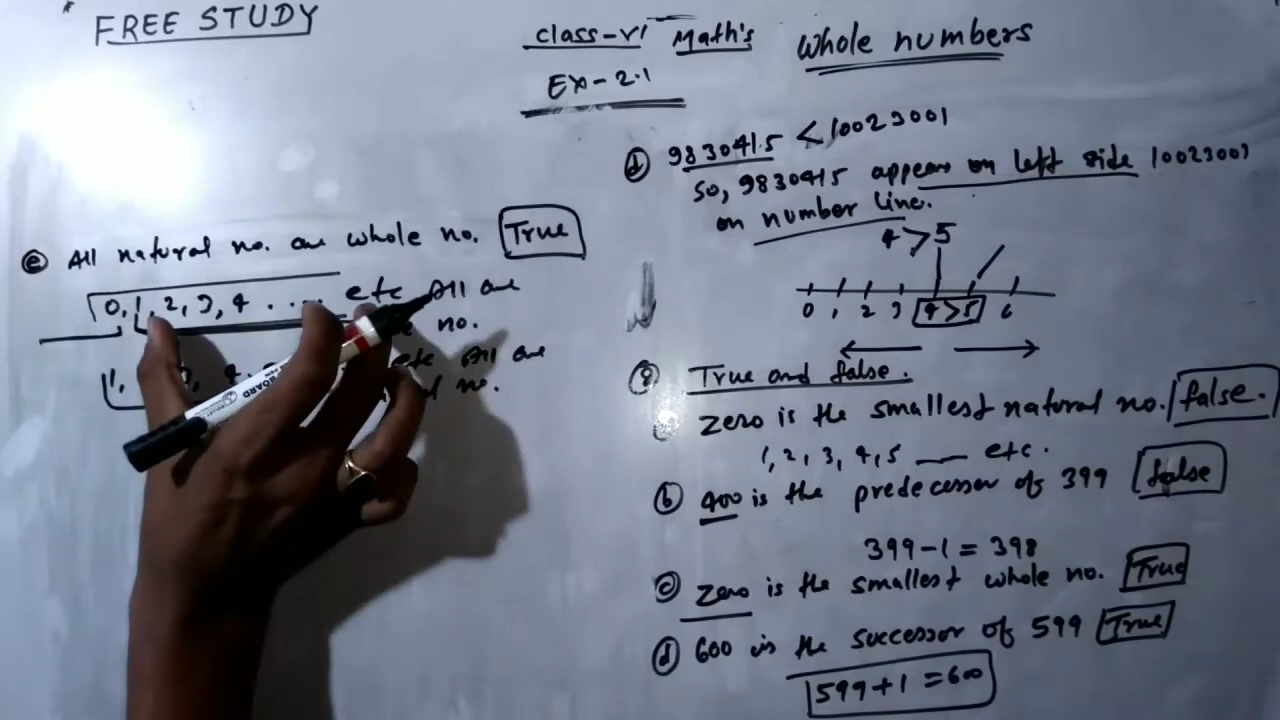 * FREE STUDY
class-VI Math's Whole numbers
Ex-2.1
e All natural no. are whole no. True
0, 1, 2, 3, 4 ..... etc All are
no.
1, etc All are
no.
d 9830415 < 10023001
So, 9830415 appears on left side 10023001
on number line.
4 > 5
0 1 2 3 4 > 5 6
8 True and false.
zero is the smallest natural no. false.
1, 2, 3, 4, 5 — etc.
b 400 is the predecessor of 399 false
399-1 = 398
c zero is the smallest whole no. True
d 600 is the successor of 599 True
599+1 = 600